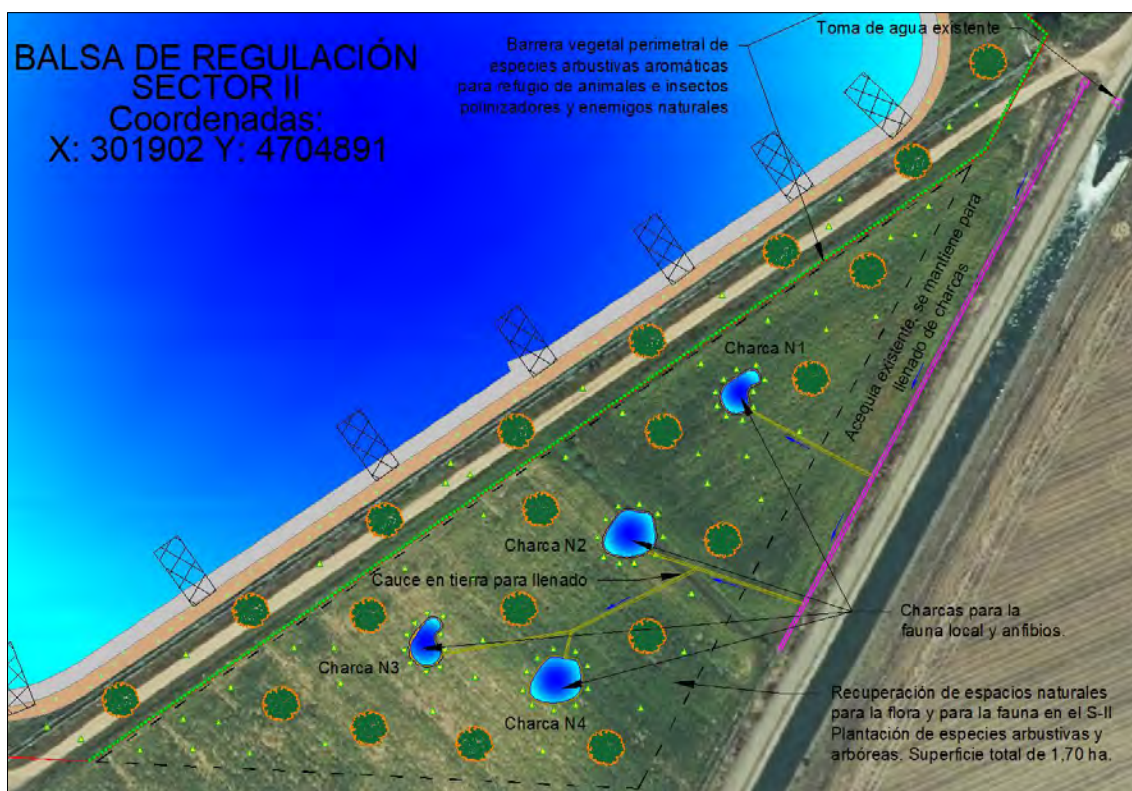 BALSA DE REGULACIÓN
SECTOR II
Coordenadas:
X: 301902 Y: 4704891
Barrera vegetal perimetral de
especies arbustivas aromáticas
para refugio de animales e insectos
polinizadores y enemigos naturales
Toma de agua existente
Acequia existente, se mantiene para
llenado de charcas
Charca N1
Charca N2
Cauce en tierra para llenado
Charca N3
Charca N4
Charcas para la
fauna local y anfibios.
Recuperación de espacios naturales
para la flora y para la fauna en el S-II
Plantación de especies arbustivas y
arbóreas. Superficie total de 1,70 ha.